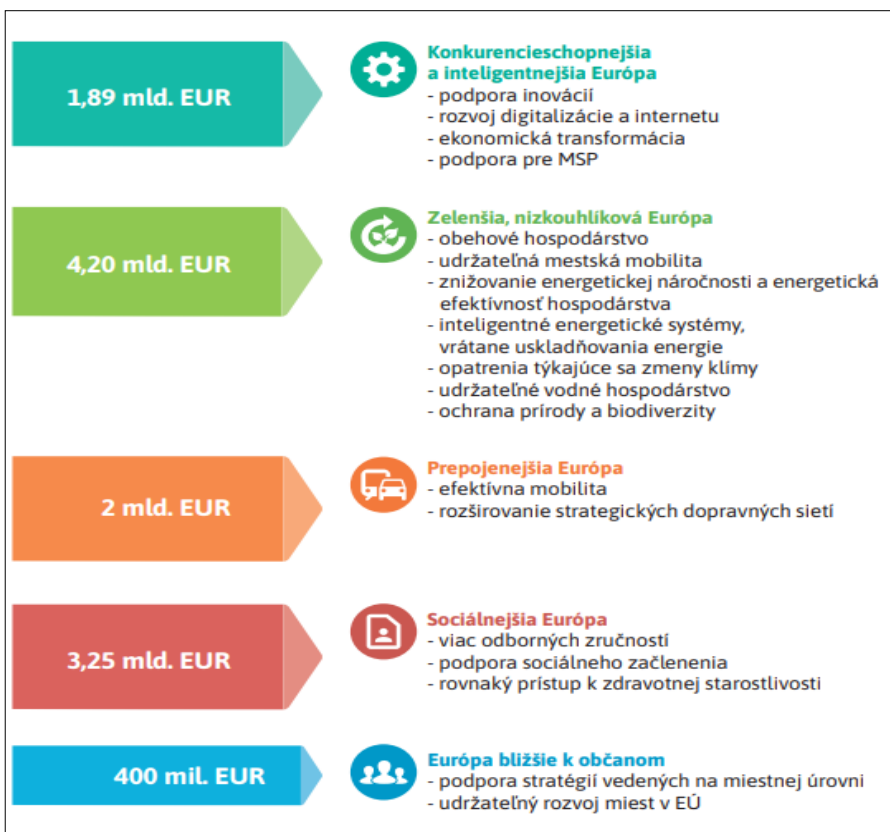 1,89 mld. EUR
Konkurencieschopnejšia
a inteligentnejšia Európa
- podpora inovácií
- rozvoj digitalizácie a internetu
- ekonomická transformácia
- podpora pre MSP
4,20 mld. EUR
Zelenšia, nizkouhlíková Európa
- obehové hospodárstvo
- udržateľná mestská mobilita
- znižovanie energetickej náročnosti a energetická
efektívnosť hospodárstva
- inteligentné energetické systémy,
vrátane uskladňovania energie
- opatrenia týkajúce sa zmeny klímy
- udržateľné vodné hospodárstvo
- ochrana prírody a biodiverzity
2 mld. EUR
Prepojenejšia Európa
- efektívna mobilita
- rozširovanie strategických dopravných sietí
3,25 mld. EUR
Sociálnejšia Európa
- viac odborných zručností
- podpora sociálneho začlenenia
- rovnaký prístup k zdravotnej starostlivosti
400 mil. EUR
Európa bližšie k občanom
- podpora stratégií vedených na miestnej úrovni
- udržateľný rozvoj miest v EÚ